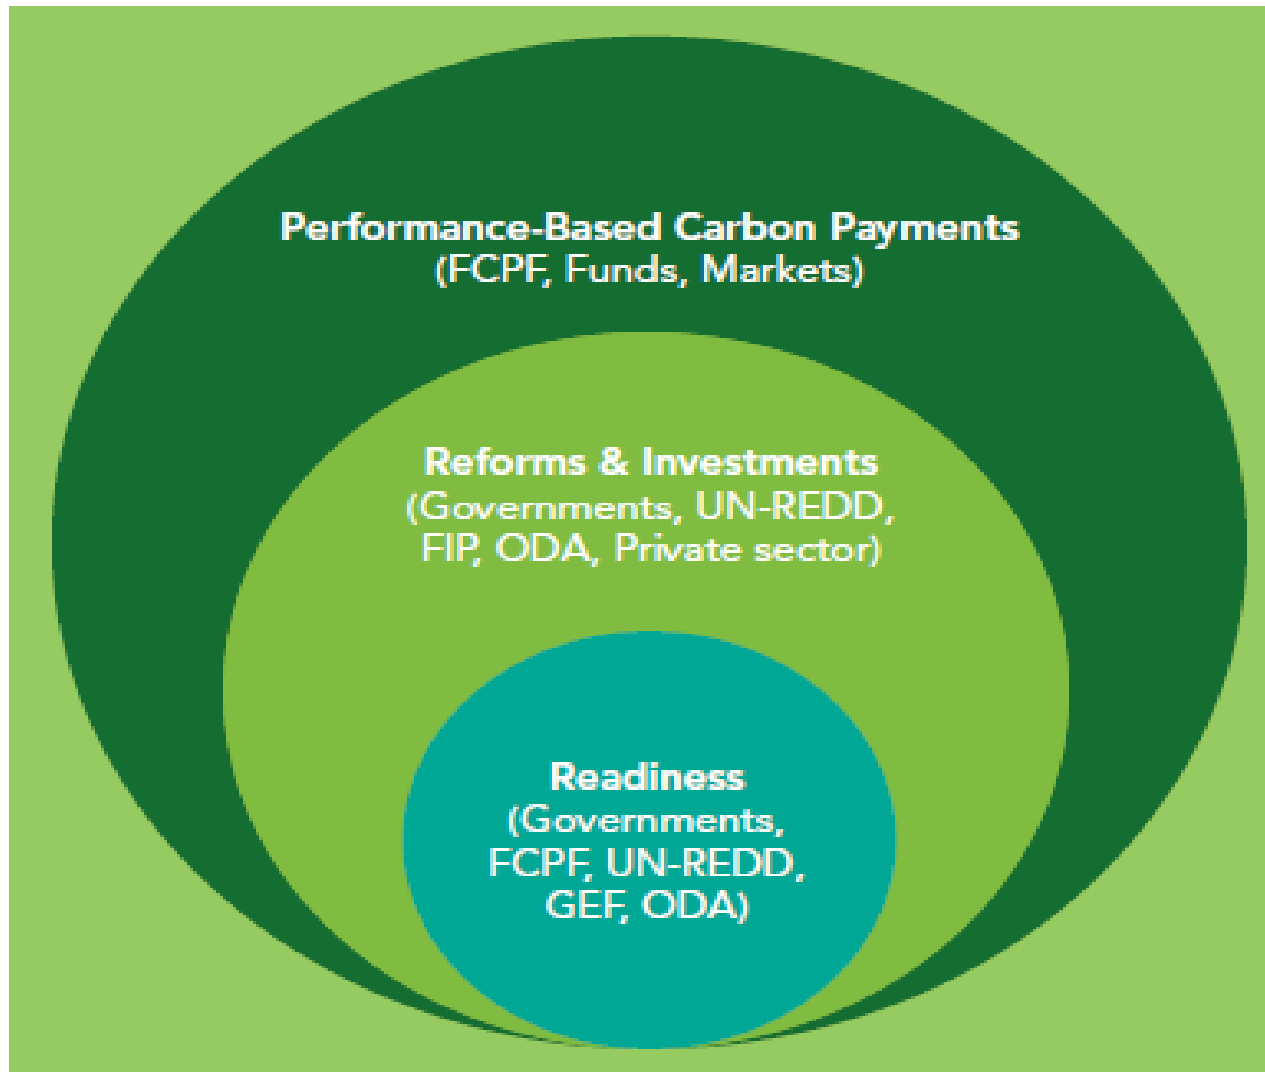 Performance-Based Carbon Payments
(FCPF, Funds, Markets)
Reforms & Investments
(Governments, UN-REDD,
FIP, ODA, Private sector)
Readiness
(Governments,
FCPF, UN-REDD,
GEF, ODA)